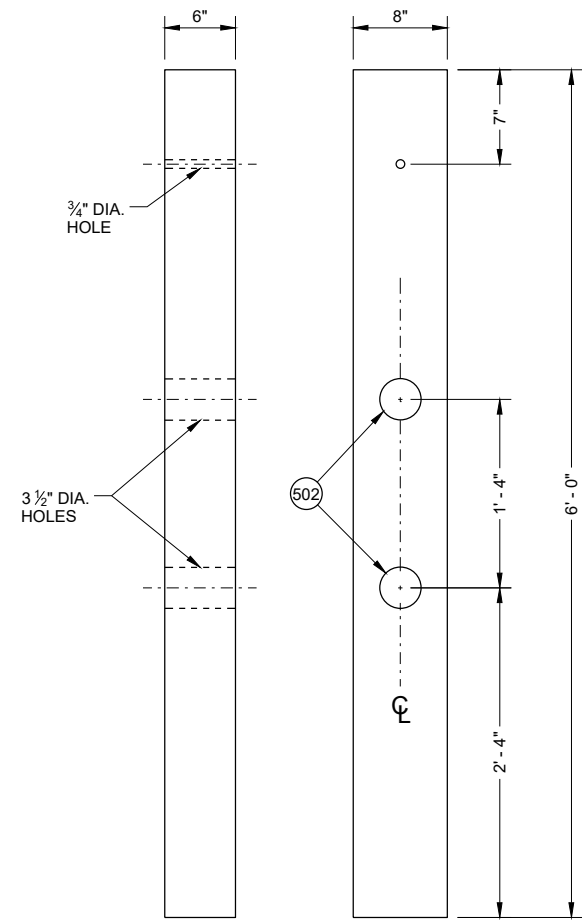 6"
8"
7"
¾" DIA.
HOLE
3 ½" DIA.
HOLES
502
1' - 4"
6' - 0"
℄
2' - 4"